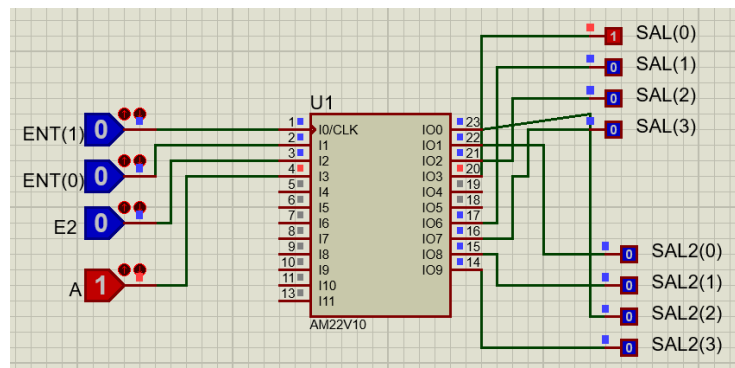 1 SAL(0)
0 SAL(1)
0 SAL(2)
0 SAL(3)
U1
ENT(1) 0
ENT(0) 0
E2 0
A 1
1 I0/CLK IO0 23
2 I1 IO1 22
3 I2 IO2 21
4 I3 IO3 20
5 I4 IO4 19
6 I5 IO5 18
7 I6 IO6 17
8 I7 IO7 16
9 I8 IO8 15
10 I9 IO9 14
11 I10
13 I11
AM22V10
0 SAL2(0)
0 SAL2(1)
0 SAL2(2)
0 SAL2(3)